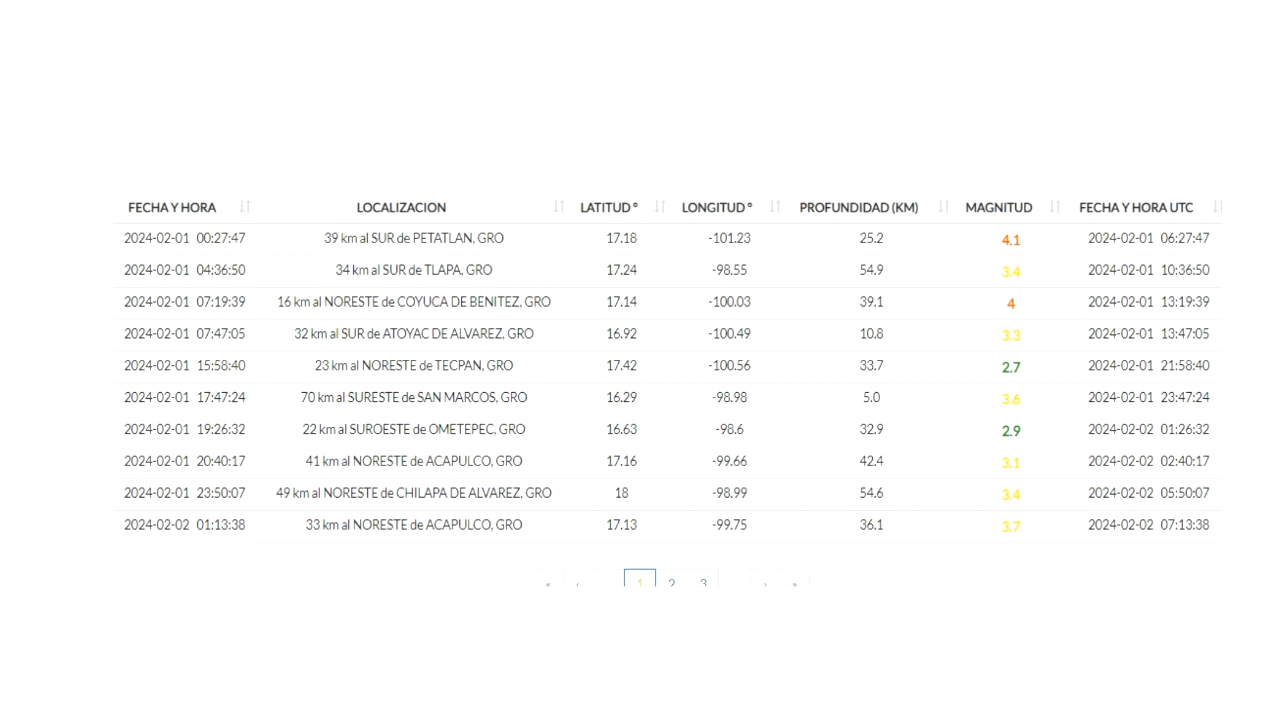 FECHA Y HORA LOCALIZACION LATITUD º LONGITUD º PROFUNDIDAD (KM) MAGNITUD FECHA Y HORA UTC
2024-02-01 00:27:47 39 km al SUR de PETATLAN, GRO 17.18 -101.23 25.2 4.1 2024-02-01 06:27:47
2024-02-01 04:36:50 34 km al SUR de TLAPA, GRO 17.24 -98.55 54.9 3.4 2024-02-01 10:36:50
2024-02-01 07:19:39 16 km al NORESTE de COYUCA DE BENITEZ, GRO 17.14 -100.03 39.1 4 2024-02-01 13:19:39
2024-02-01 07:47:05 32 km al SUR de ATOYAC DE ALVAREZ, GRO 16.92 -100.49 10.8 3.3 2024-02-01 13:47:05
2024-02-01 15:58:40 23 km al NORESTE de TECPAN, GRO 17.42 -100.56 33.7 2.7 2024-02-01 21:58:40
2024-02-01 17:47:24 70 km al SURESTE de SAN MARCOS, GRO 16.29 -98.98 5.0 3.6 2024-02-01 23:47:24
2024-02-01 19:26:32 22 km al SUROESTE de OMETEPEC, GRO 16.63 -98.6 32.9 2.9 2024-02-02 01:26:32
2024-02-01 20:40:17 41 km al NORESTE de ACAPULCO, GRO 17.16 -99.66 42.4 3.1 2024-02-02 02:40:17
2024-02-01 23:50:07 49 km al NORESTE de CHILAPA DE ALVAREZ, GRO 18 -98.99 54.6 3.4 2024-02-02 05:50:07
2024-02-02 01:13:38 33 km al NORESTE de ACAPULCO, GRO 17.13 -99.75 36.1 3.7 2024-02-02 07:13:38
« ‹ 1 2 3 › »